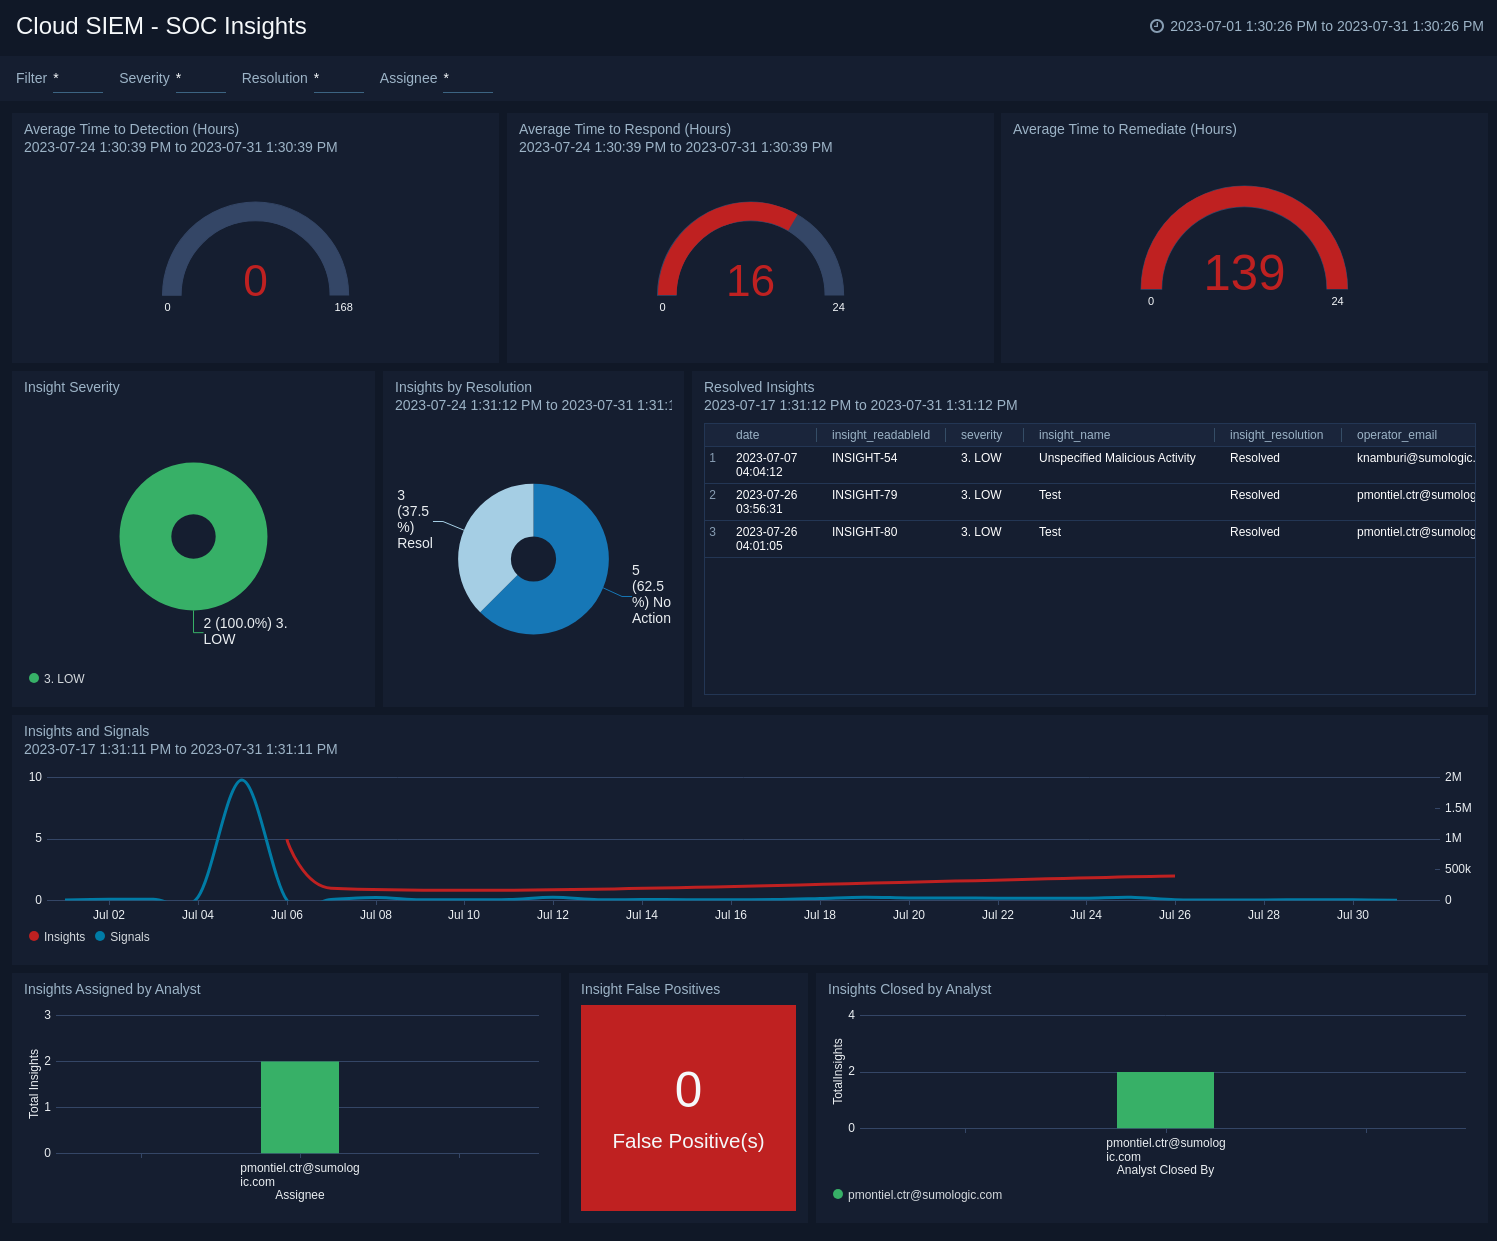 Cloud SIEM - SOC Insights
2023-07-01 1:30:26 PM to 2023-07-31 1:30:26 PM
Filter * Severity * Resolution * Assignee *
Average Time to Detection (Hours)
2023-07-24 1:30:39 PM to 2023-07-31 1:30:39 PM
0
0 168
Average Time to Respond (Hours)
2023-07-24 1:30:39 PM to 2023-07-31 1:30:39 PM
16
0 24
Average Time to Remediate (Hours)
139
0 24
Insight Severity
2 (100.0%) 3.
LOW
3. LOW
Insights by Resolution
2023-07-24 1:31:12 PM to 2023-07-31 1:31:1
3
(37.5
%)
Resol
5
(62.5
%) No
Action
Resolved Insights
2023-07-17 1:31:12 PM to 2023-07-31 1:31:12 PM
date insight_readableId severity insight_name insight_resolution operator_email
1 2023-07-07 INSIGHT-54 3. LOW Unspecified Malicious Activity Resolved knamburi@sumologic.
04:04:12
2 2023-07-26 INSIGHT-79 3. LOW Test Resolved pmontiel.ctr@sumolog
03:56:31
3 2023-07-26 INSIGHT-80 3. LOW Test Resolved pmontiel.ctr@sumolog
04:01:05
Insights and Signals
2023-07-17 1:31:11 PM to 2023-07-31 1:31:11 PM
10 2M
1.5M
5 1M
500k
0 0
Jul 02 Jul 04 Jul 06 Jul 08 Jul 10 Jul 12 Jul 14 Jul 16 Jul 18 Jul 20 Jul 22 Jul 24 Jul 26 Jul 28 Jul 30
Insights Signals
Insights Assigned by Analyst
3
2
1
0
Total Insights
pmontiel.ctr@sumolog
ic.com
Assignee
Insight False Positives
0
False Positive(s)
Insights Closed by Analyst
4
2
0
TotalInsights
pmontiel.ctr@sumolog
ic.com
Analyst Closed By
pmontiel.ctr@sumologic.com